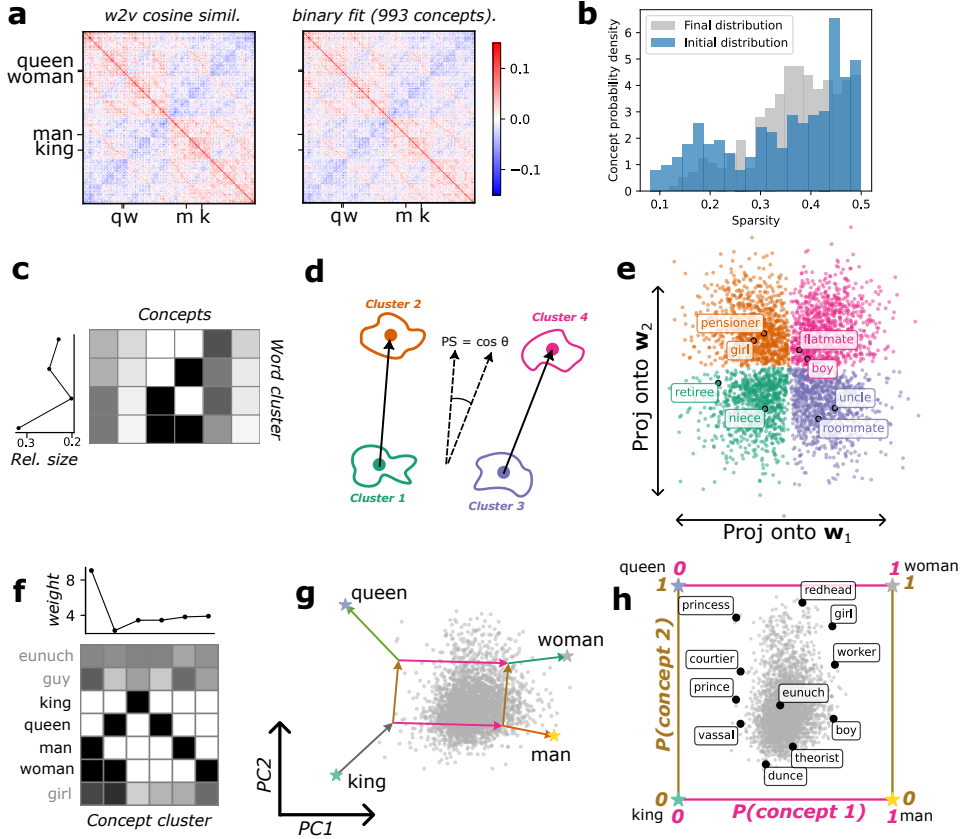 a
w2v cosine simil.
binary fit (993 concepts).
queen
woman
man
king
q w
m k
0.1
0.0
−0.1
b
Final distribution
Initial distribution
Concept probability density
6
5
4
3
2
1
0
0.1 0.2 0.3 0.4 0.5
Sparsity
c
Concepts
Word cluster
0.3 0.2
Rel. size
d
Cluster 2
Cluster 4
PS = cos θ
Cluster 1
Cluster 3
e
Proj onto w2
pensioner
girl
flatmate
boy
retiree
niece
uncle
roommate
Proj onto w1
f
weight
8
4
eunuch
guy
king
queen
man
woman
girl
Concept cluster
g
queen
woman
king
man
PC2
PC1
h
queen 0
1 woman
1
1
P(concept 2)
redhead
princess
girl
courtier
worker
prince
eunuch
vassal
boy
theorist
dunce
0
0
king 0
P(concept 1)
1 man